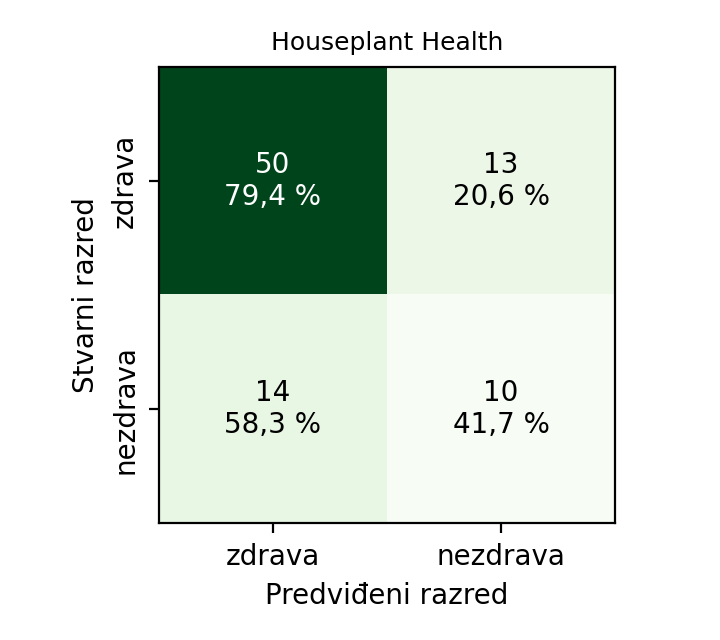 Houseplant Health
Stvarni razred
zdrava
50
79,4 %
13
20,6 %
nezdrava
14
58,3 %
10
41,7 %
zdrava
nezdrava
Predviđeni razred